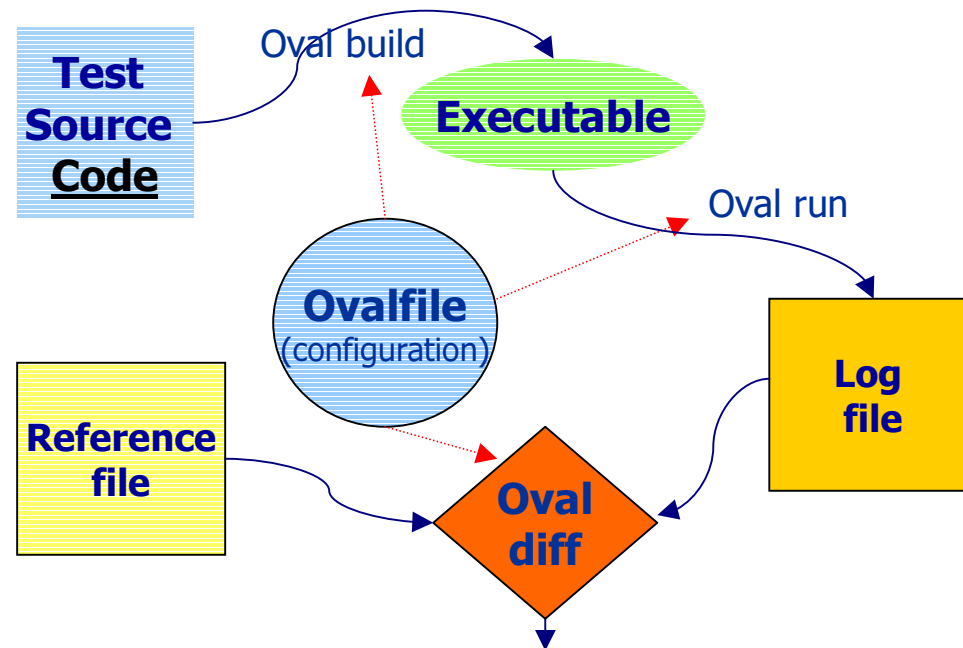 Oval build
Test
Source
Code
Executable
Oval run
Ovalfile
(configuration)
Log
file
Reference
file
Oval
diff